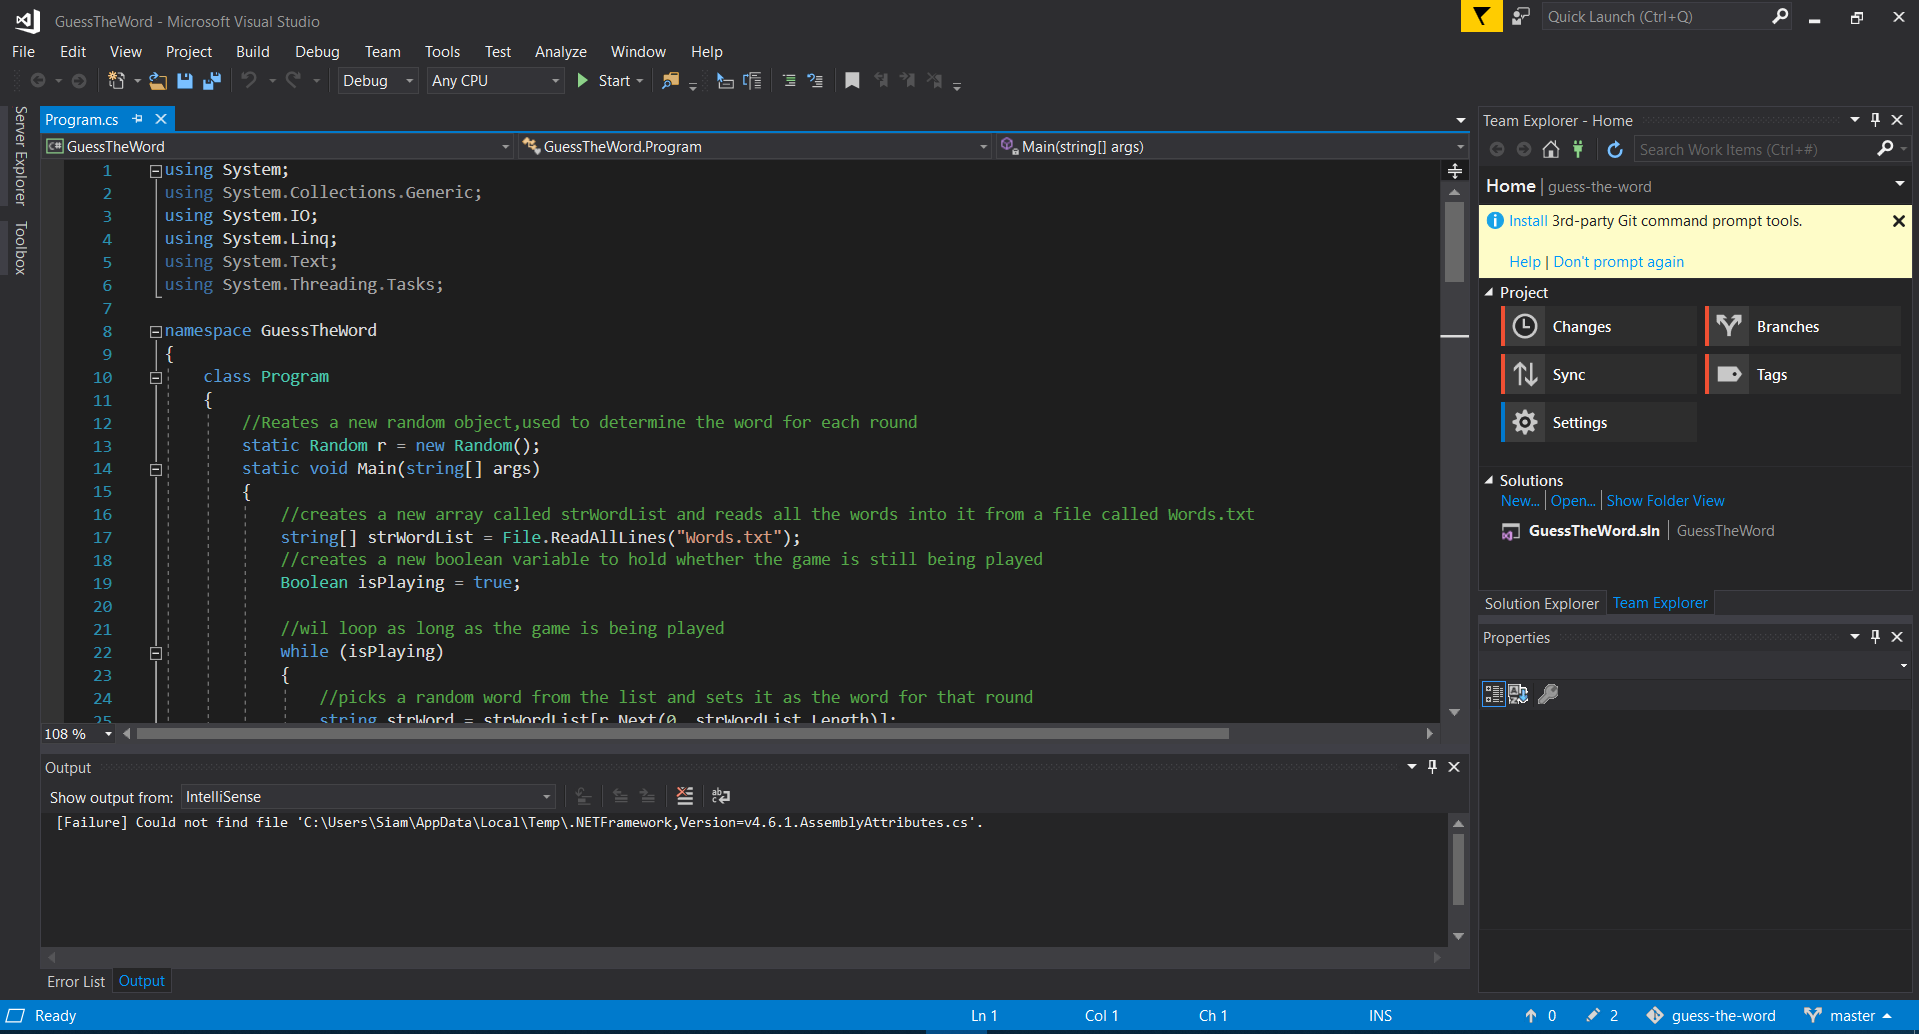 GuessTheWord - Microsoft Visual Studio
Quick Launch (Ctrl+Q)
File Edit View Project Build Debug Team Tools Test Analyze Window Help
Debug Any CPU Start
Server Explorer
Toolbox
Program.cs
GuessTheWord GuessTheWord.Program Main(string[] args)
1 using System;
2 using System.Collections.Generic;
3 using System.IO;
4 using System.Linq;
5 using System.Text;
6 using System.Threading.Tasks;
7
8 namespace GuessTheWord
9 {
10 class Program
11 {
12 //Reates a new random object,used to determine the word for each round
13 static Random r = new Random();
14 static void Main(string[] args)
15 {
16 //creates a new array called strWordList and reads all the words into it from a file called Words.txt
17 string[] strWordList = File.ReadAllLines("Words.txt");
18 //creates a new boolean variable to hold whether the game is still being played
19 Boolean isPlaying = true;
20
21 //wil loop as long as the game is being played
22 while (isPlaying)
23 {
24 //picks a random word from the list and sets it as the word for that round
25 string strWord = strWordList[r.Next(0, strWordList.Length)];
108 %
Output
Show output from: IntelliSense
[Failure] Could not find file 'C:\Users\Siam\AppData\Local\Temp\.NETFramework,Version=v4.6.1.AssemblyAttributes.cs'.
Error List Output
Team Explorer - Home
Search Work Items (Ctrl+#)
Home | guess-the-word
Install 3rd-party Git command prompt tools.
Help | Don't prompt again
Project
Changes Branches
Sync Tags
Settings
Solutions
New... | Open... | Show Folder View
GuessTheWord.sln | GuessTheWord
Solution Explorer Team Explorer
Properties
Ready Ln 1 Col 1 Ch 1 INS 0 2 guess-the-word master